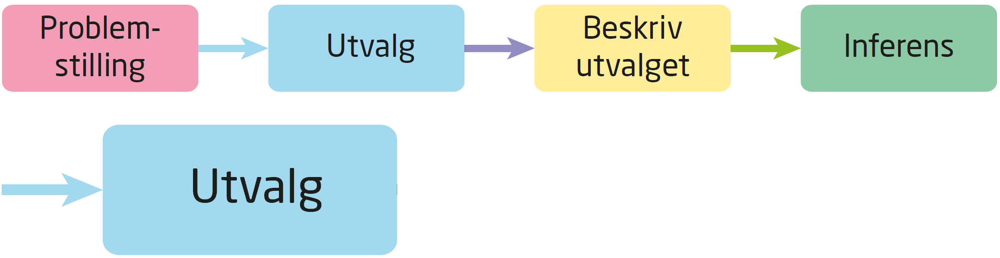 Problem-
stilling
Utvalg
Beskriv
utvalget
Inferens
Utvalg